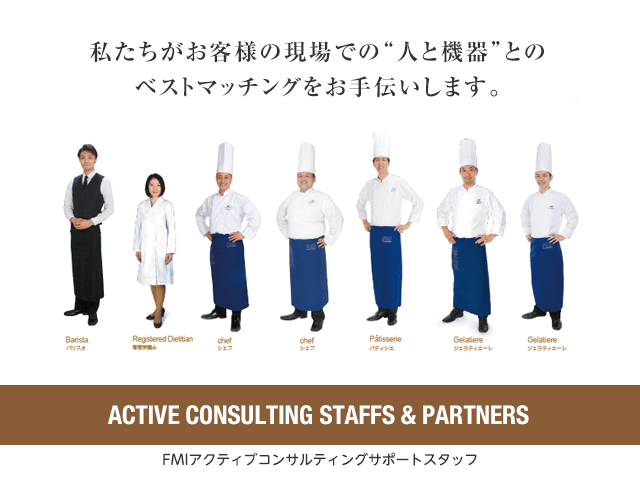 私たちがお客様の現場での“人と機器”との
ベストマッチングをお手伝いします。
Barista
バリスタ
Registered Dietitian
管理栄養士
chef
シェフ
chef
シェフ
Pâtisserie
パティシエ
Gelatiere
ジェラティエーレ
Gelatiere
ジェラティエーレ
ACTIVE CONSULTING STAFFS & PARTNERS
FMIアクティブコンサルティングサポートスタッフ